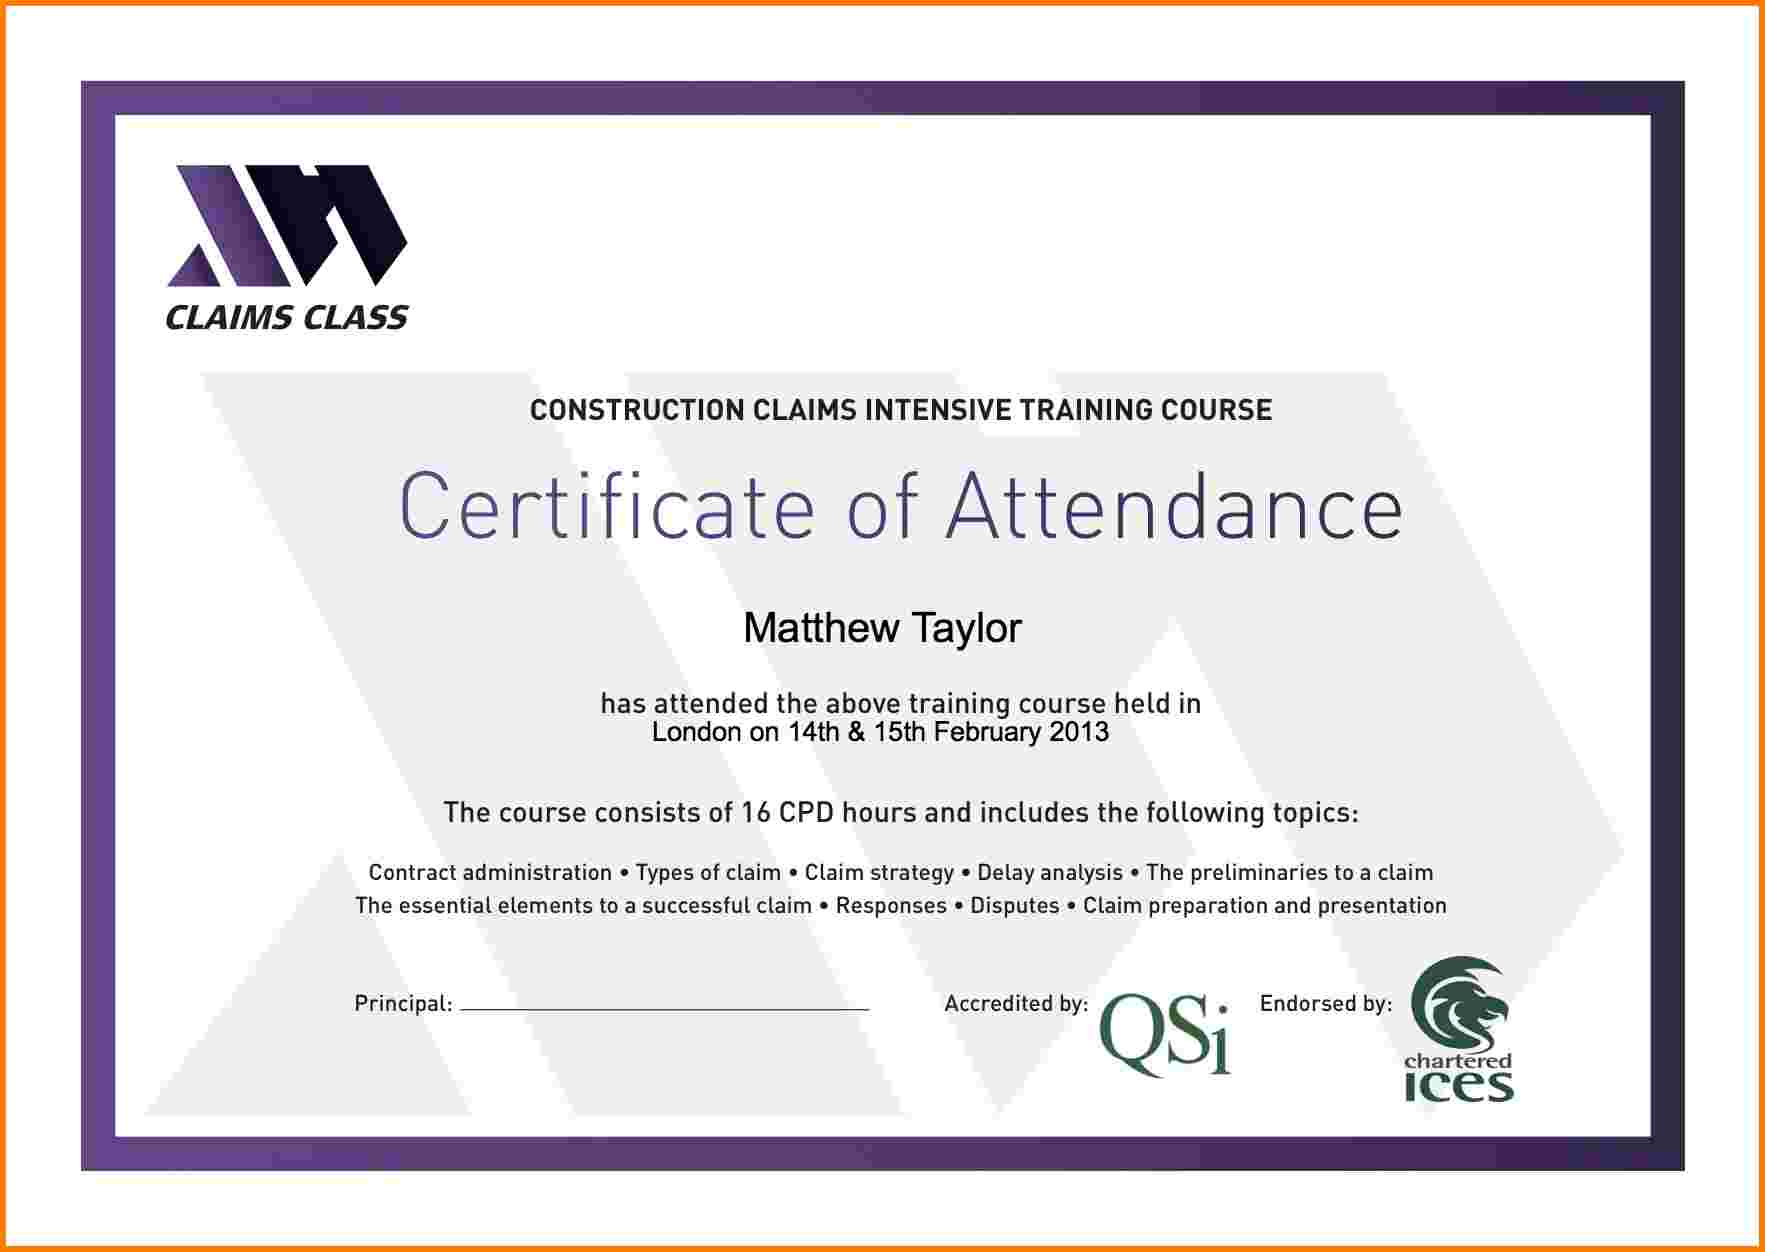 CLAIMS CLASS
CONSTRUCTION CLAIMS INTENSIVE TRAINING COURSE
Certificate of Attendance
Matthew Taylor
has attended the above training course held in
London on 14th & 15th February 2013
The course consists of 16 CPD hours and includes the following topics:
Contract administration • Types of claim • Claim strategy • Delay analysis • The preliminaries to a claim
The essential elements to a successful claim • Responses • Disputes • Claim preparation and presentation
Principal: Accredited by: QSi Endorsed by:
chartered
ices